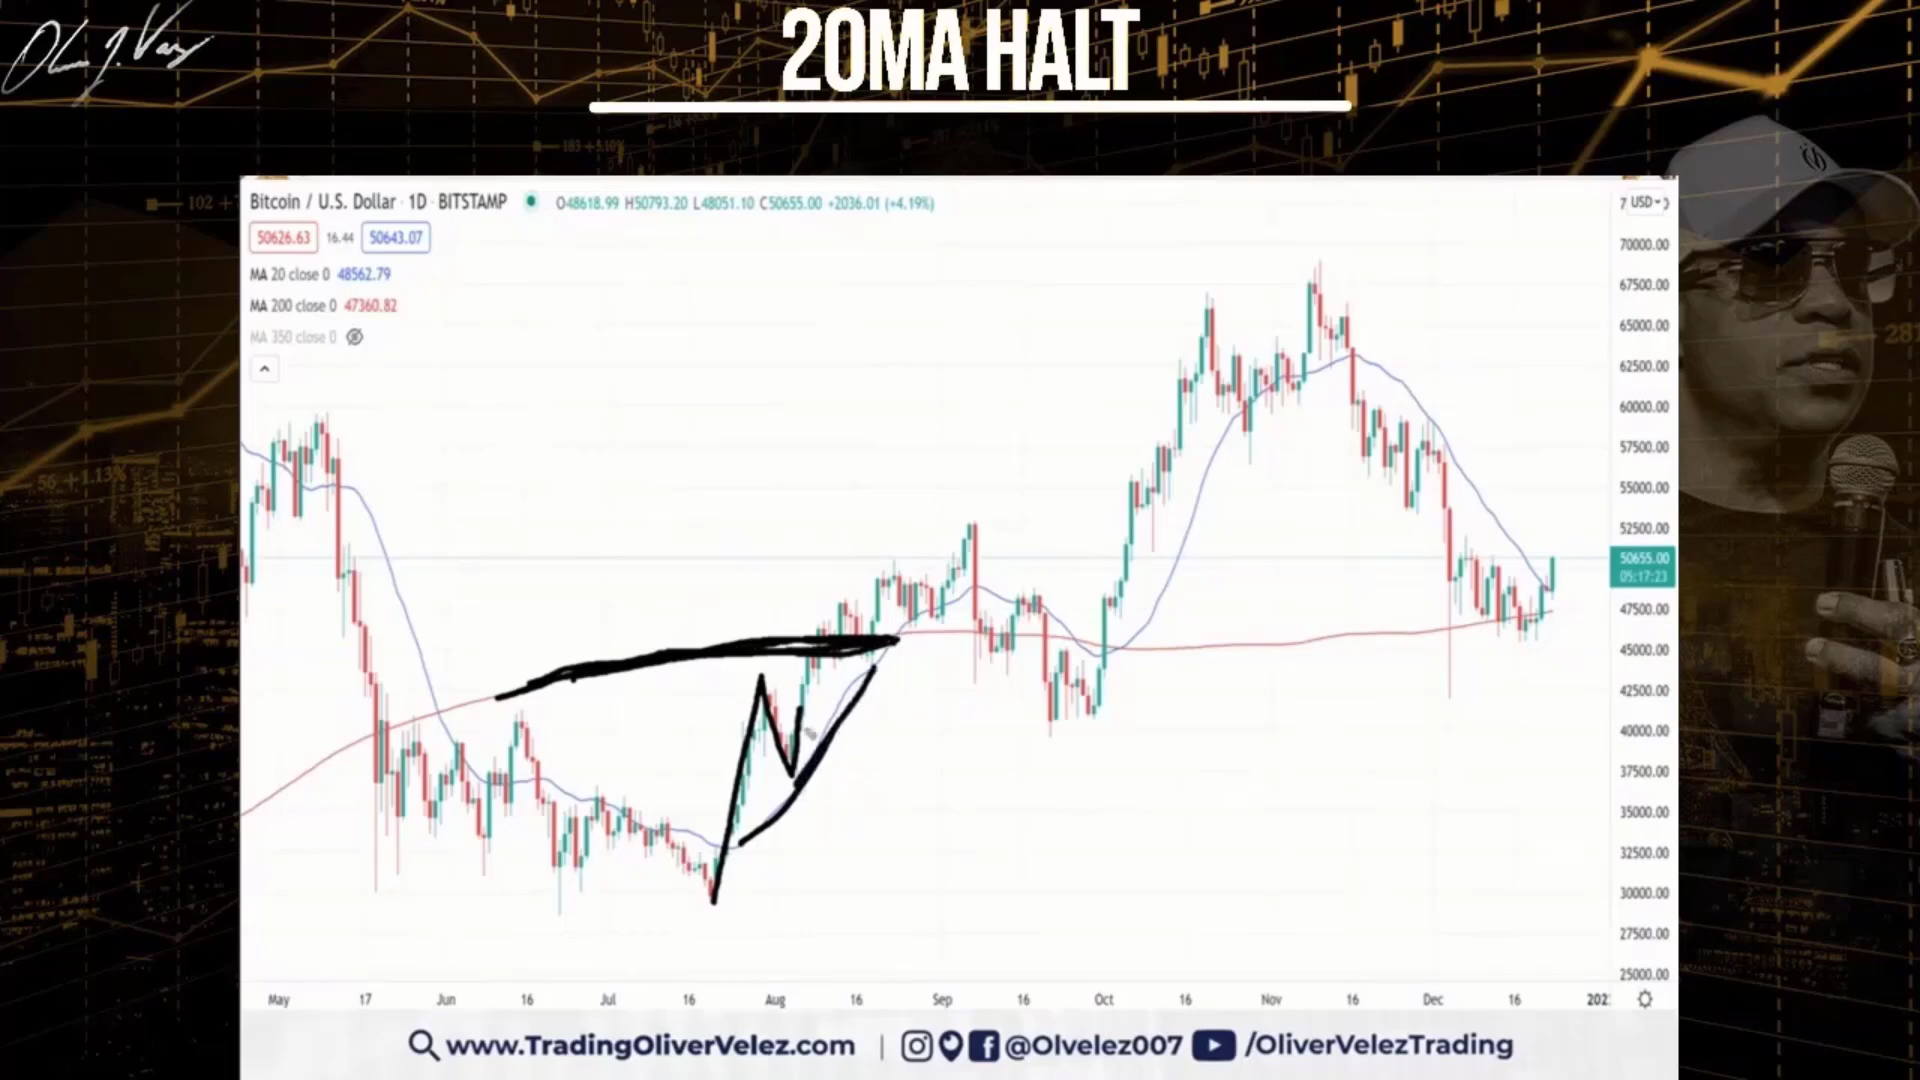 20MA HALT
Bitcoin / U.S. Dollar · 1D · BITSTAMP O48618.99 H50793.20 L48051.10 C50655.00 +2036.01 (+4.19%)
USD
50626.63 16.44 50643.07
MA 20 close 0 48562.79
MA 200 close 0 47360.82
MA 350 close 0
70000.00
67500.00
65000.00
62500.00
60000.00
57500.00
55000.00
52500.00
50655.00
05:17:23
47500.00
45000.00
42500.00
40000.00
37500.00
35000.00
32500.00
30000.00
27500.00
25000.00
May 17 Jun 16 Jul 16 Aug 16 Sep 16 Oct 16 Nov 16 Dec 16 202
www.TradingOliverVelez.com | @Olvelez007 /OliverVelezTrading